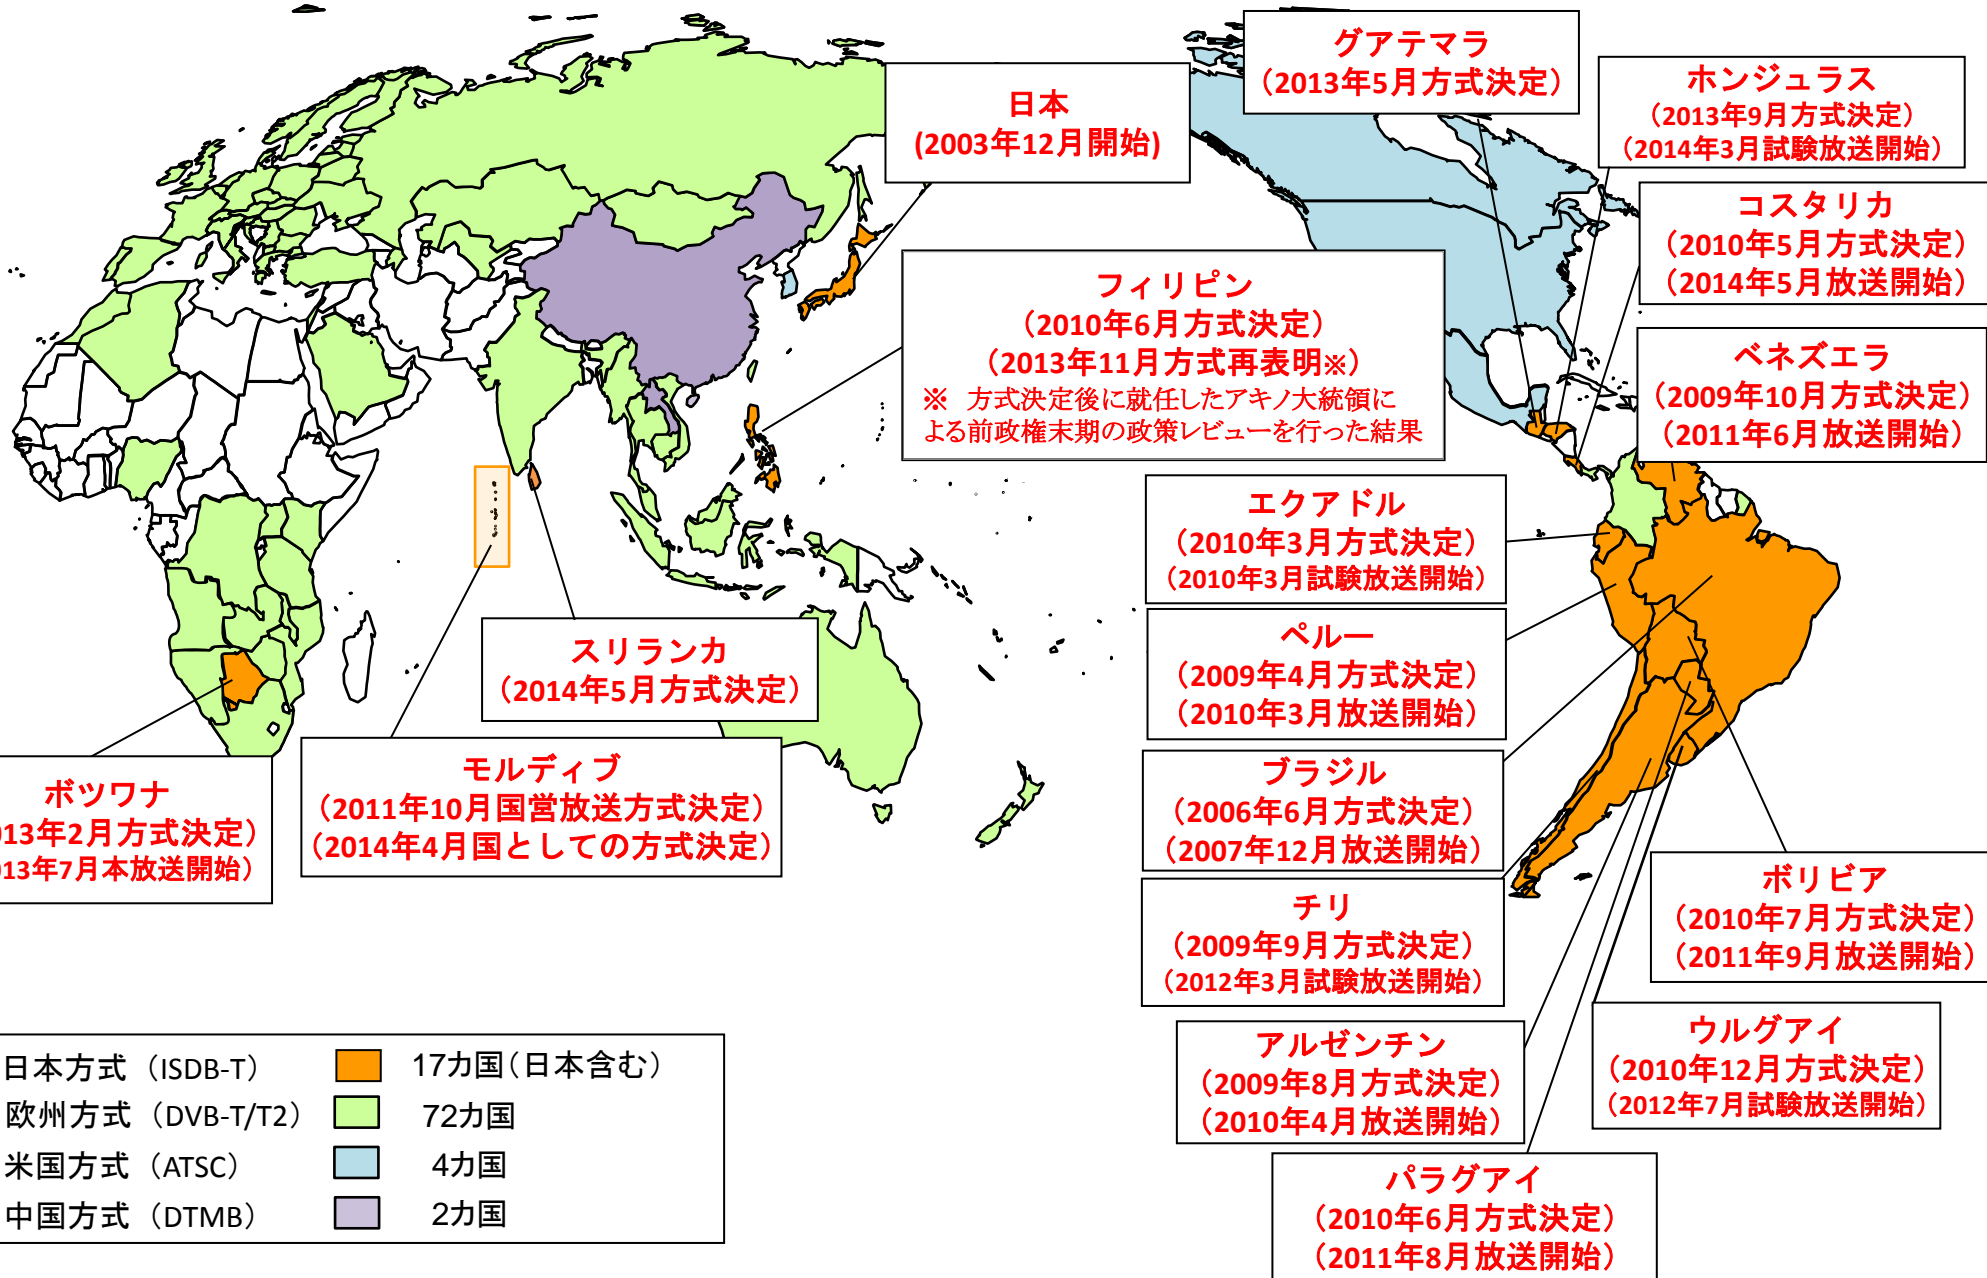 グアテマラ
（2013年5月方式決定）
ホンジュラス
（2013年9月方式決定）
（2014年3月試験放送開始）
日本
(2003年12月開始)
コスタリカ
（2010年5月方式決定）
（2014年5月放送開始）
フィリピン
（2010年6月方式決定）
（2013年11月方式再表明※）
※　方式決定後に就任したアキノ大統領に
よる前政権末期の政策レビューを行った結果
ベネズエラ
（2009年10月方式決定）
（2011年6月放送開始）
エクアドル
（2010年3月方式決定）
（2010年3月試験放送開始）
ペルー
（2009年4月方式決定）
（2010年3月放送開始）
スリランカ
（2014年5月方式決定）
モルディブ
（2011年10月国営放送方式決定）
（2014年4月国としての方式決定）
ボツワナ
013年2月方式決定）
013年7月本放送開始）
ブラジル
（2006年6月方式決定）
（2007年12月放送開始）
チリ
（2009年9月方式決定）
（2012年3月試験放送開始）
ボリビア
（2010年7月方式決定）
（2011年9月放送開始）
アルゼンチン
（2009年8月方式決定）
（2010年4月放送開始）
ウルグアイ
（2010年12月方式決定）
（2012年7月試験放送開始）
パラグアイ
（2010年6月方式決定）
（2011年8月放送開始）
日本方式（ISDB-T） 17カ国（日本含む）
欧州方式（DVB-T/T2） 72カ国
米国方式（ATSC） 4カ国
中国方式（DTMB） 2カ国